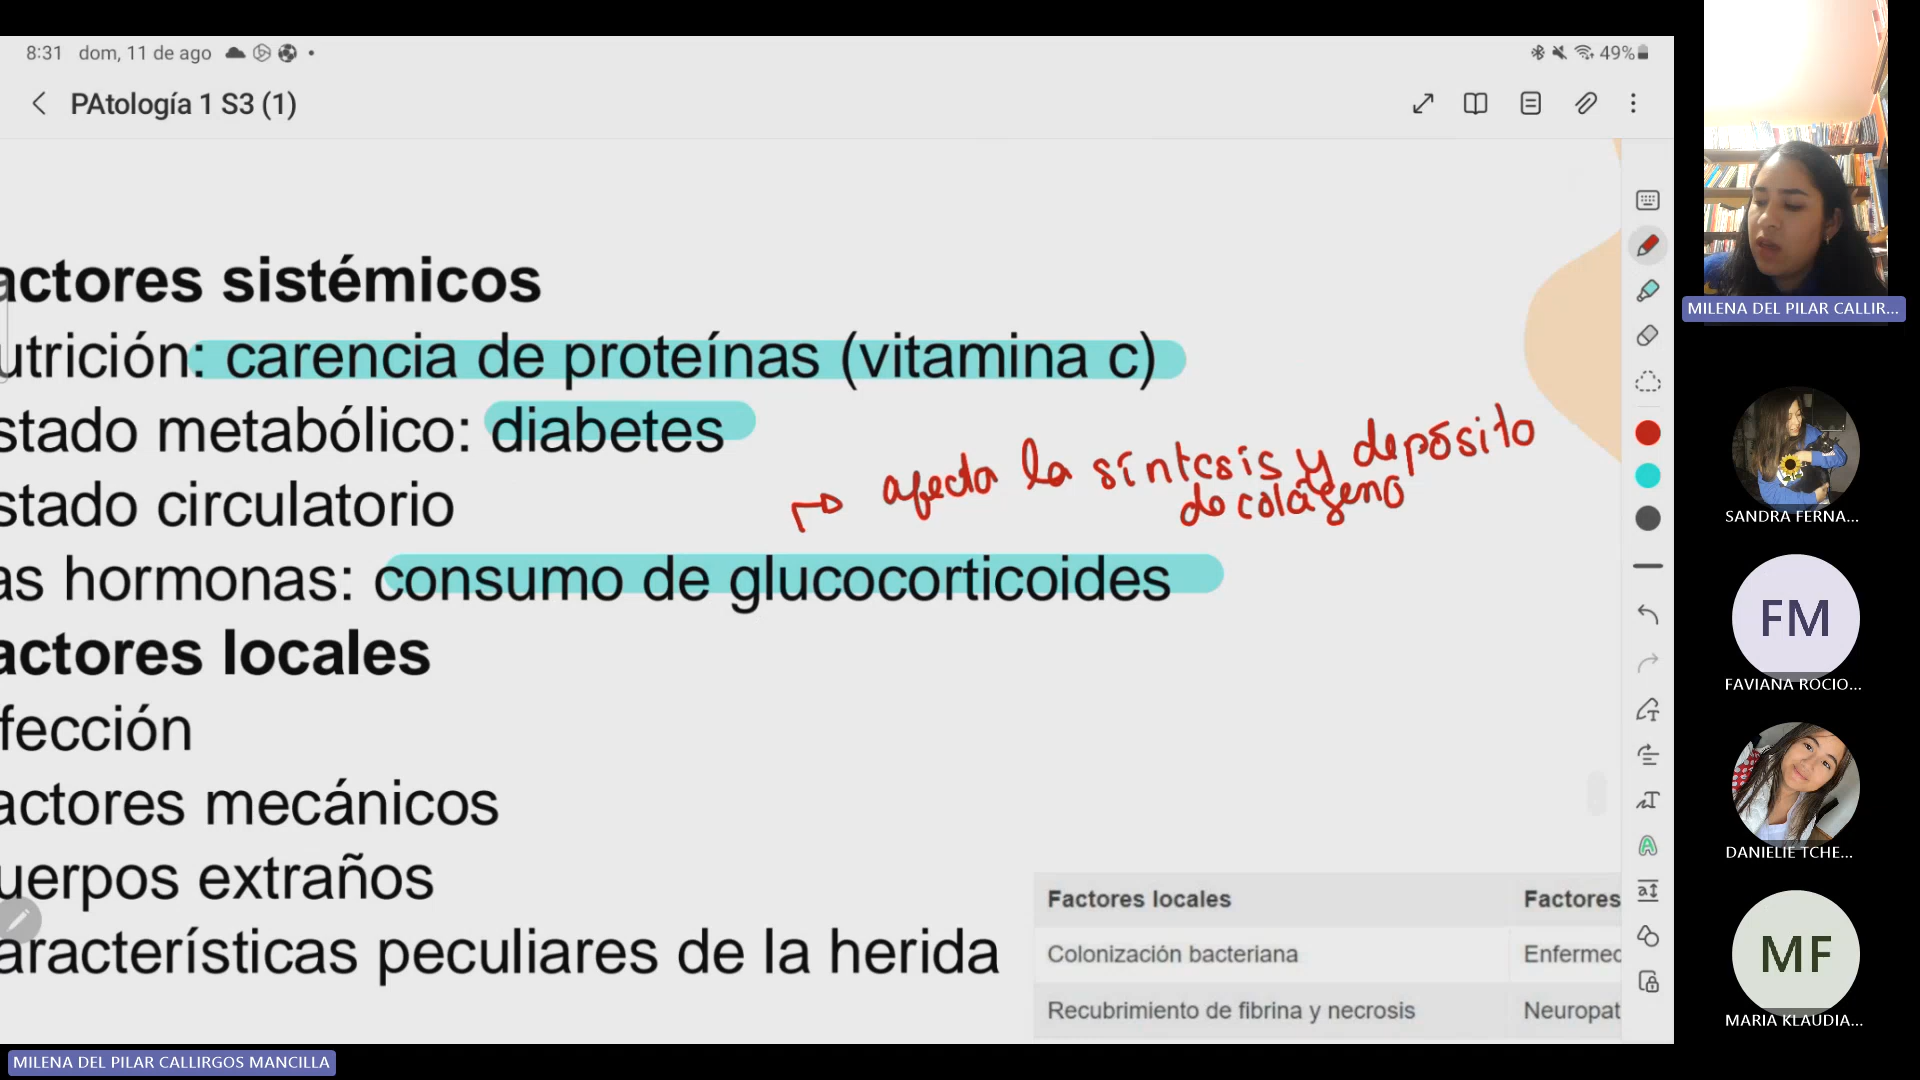 8:31 dom, 11 de ago
49%
PAtología 1 S3 (1)
actores sistémicos
utrición: carencia de proteínas (vitamina c)
stado metabólico: diabetes
afecta la síntesis y depósito
de colágeno
stado circulatorio
as hormonas: consumo de glucocorticoides
actores locales
fección
actores mecánicos
uerpos extraños
aracterísticas peculiares de la herida
Factores locales Factores
Colonización bacteriana Enfermed
Recubrimiento de fibrina y necrosis Neuropat
MILENA DEL PILAR CALLIRGOS MANCILLA
MILENA DEL PILAR CALLIR...
SANDRA FERNA...
FM
FAVIANA ROCIO...
DANIELIE TCHE...
MF
MARIA KLAUDIA...